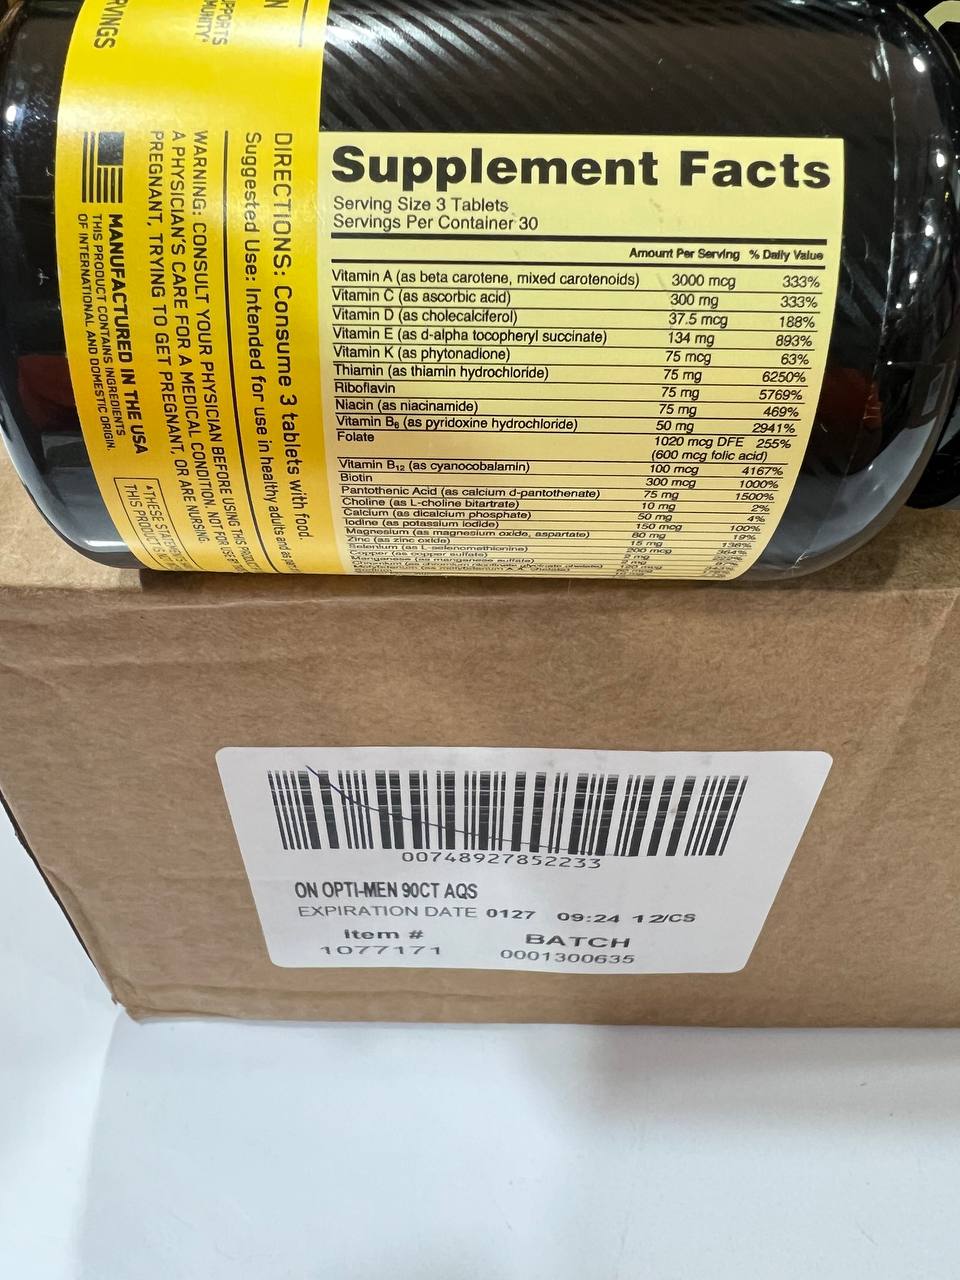 RVINGS
PPORTS
MUNITY*
N
DIRECTIONS: Consume 3 tablets with food.
Suggested Use: Intended for use in healthy adults and as
WARNING: CONSULT YOUR PHYSICIAN BEFORE USING THIS
A PHYSICIAN'S CARE FOR A MEDICAL CONDITION. NOT FOR USE
PREGNANT, TRYING TO GET PREGNANT, OR ARE NURSING
MANUFACTURED IN THE USA
THIS PRODUCT CONTAINS INGREDIENTS
OF INTERNATIONAL AND DOMESTIC ORIGIN.
*THESE
THIS PRODUCT IS
Supplement Facts
Serving Size 3 Tablets
Servings Per Container 30
Amount Per Serving % Daily Value
Vitamin A (as beta carotene, mixed carotenoids) 3000 mcg 333%
Vitamin C (as ascorbic acid) 300 mg 333%
Vitamin D (as cholecalciferol) 37.5 mcg 188%
Vitamin E (as d-alpha tocopheryl succinate) 134 mg 893%
Vitamin K (as phytonadione) 75 mcg 63%
Thiamin (as thiamin hydrochloride) 75 mg 6250%
Riboflavin 75 mg 5769%
Niacin (as niacinamide) 75 mg 469%
Vitamin B6 (as pyridoxine hydrochloride) 50 mg 2941%
Folate 1020 mcg DFE 255%
(600 mcg folic acid)
Vitamin B12 (as cyanocobalamin) 100 mcg 4167%
Biotin 300 mcg 1000%
Pantothenic Acid (as calcium d-pantothenate) 75 mg 1500%
Choline (as L-choline bitartrate) 10 mg 2%
Calcium (as dicalcium phosphate) 50 mg 4%
Iodine (as potassium iodide) 150 mcg 100%
Magnesium (as magnesium oxide, aspartate) 80 mg 19%
Zinc (as zinc oxide) 15 mg 136%
Selenium (as L-selenomethionine) 200 mcg 364%
Copper (as copper sulfate) 2 mg
Manganese (as manganese sulfate) 2 mg
00748927852233
ON OPTI-MEN 90CT AQS
EXPIRATION DATE 0127 09:24 12/CS
Item # BATCH
1077171 0001300635